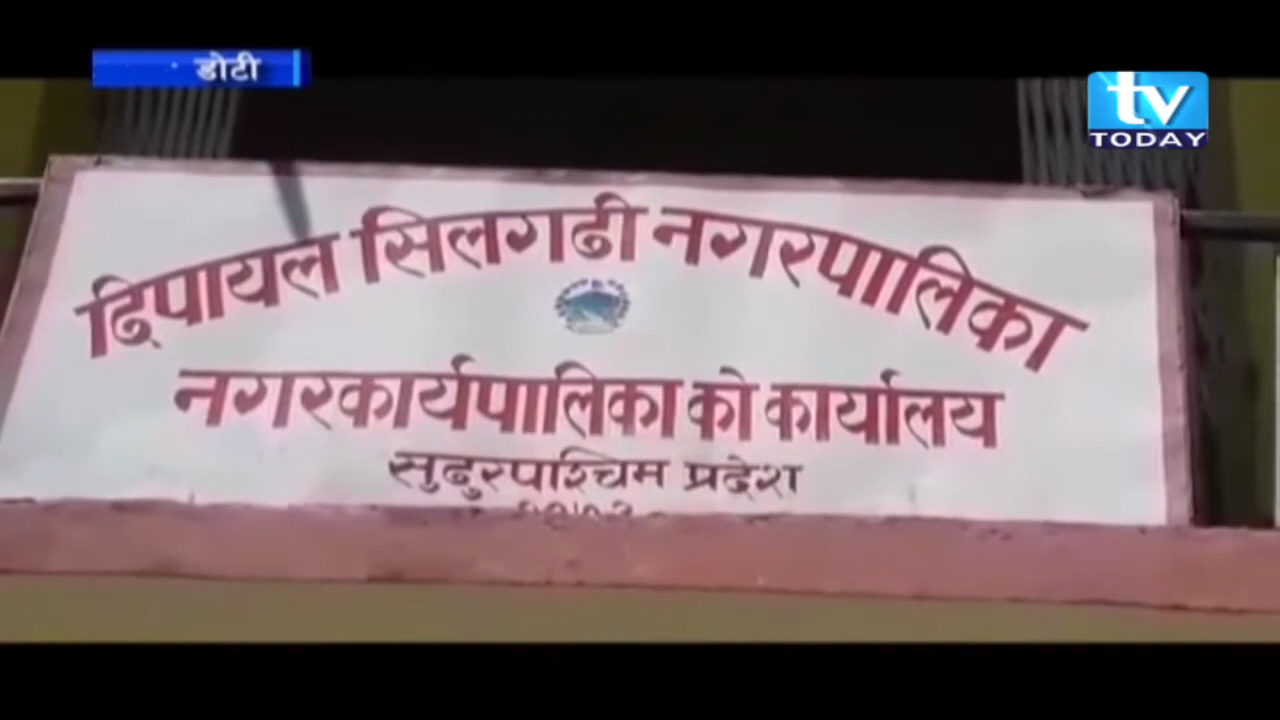 डोटी
tv
TODAY
दिपायल सिलगढी नगरपालिका
नगरकार्यपालिका को कार्यालय
सुदुरपश्चिम प्रदेश